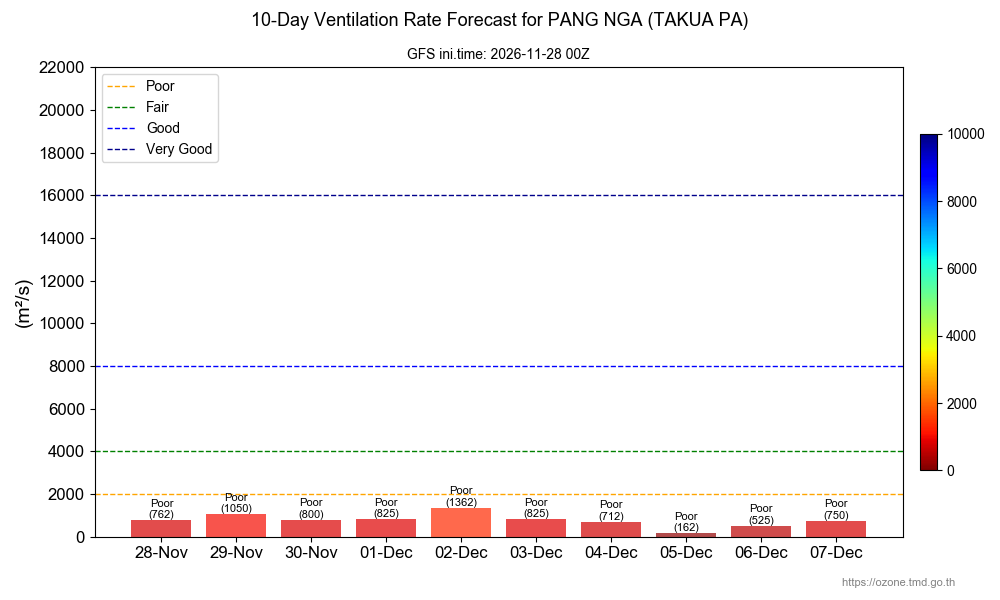 10-Day Ventilation Rate Forecast for PANG NGA (TAKUA PA)
GFS ini.time: 2026-11-28 00Z
(m²/s)
22000
20000
18000
16000
14000
12000
10000
8000
6000
4000
2000
0
Poor
Fair
Good
Very Good
Poor
(762)
Poor
(1050)
Poor
(800)
Poor
(825)
Poor
(1362)
Poor
(825)
Poor
(712)
Poor
(162)
Poor
(525)
Poor
(750)
28-Nov 29-Nov 30-Nov 01-Dec 02-Dec 03-Dec 04-Dec 05-Dec 06-Dec 07-Dec
10000
8000
6000
4000
2000
0
https://ozone.tmd.go.th